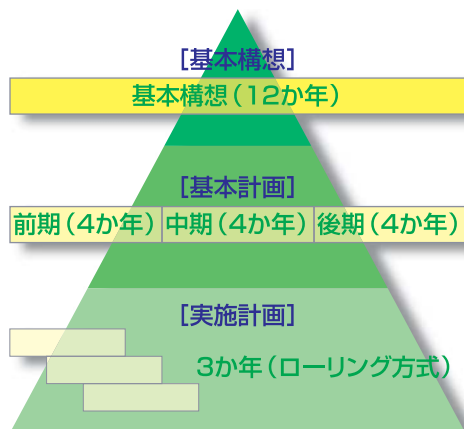 ［基本構想］
基本構想（12か年）
［基本計画］
前期（4か年） 中期（4か年） 後期（4か年）
［実施計画］
3か年（ローリング方式）